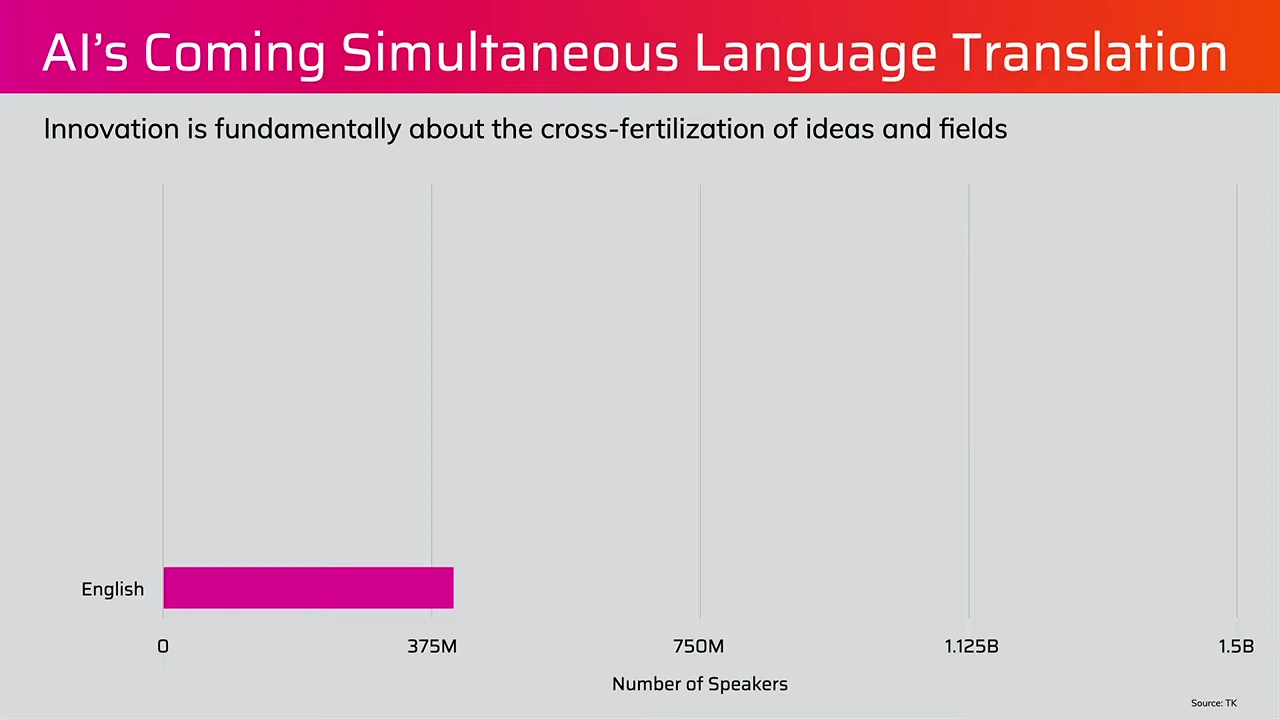 AI’s Coming Simultaneous Language Translation
Innovation is fundamentally about the cross-fertilization of ideas and fields
English
0
375M
750M
1.125B
1.5B
Number of Speakers
Source: TK